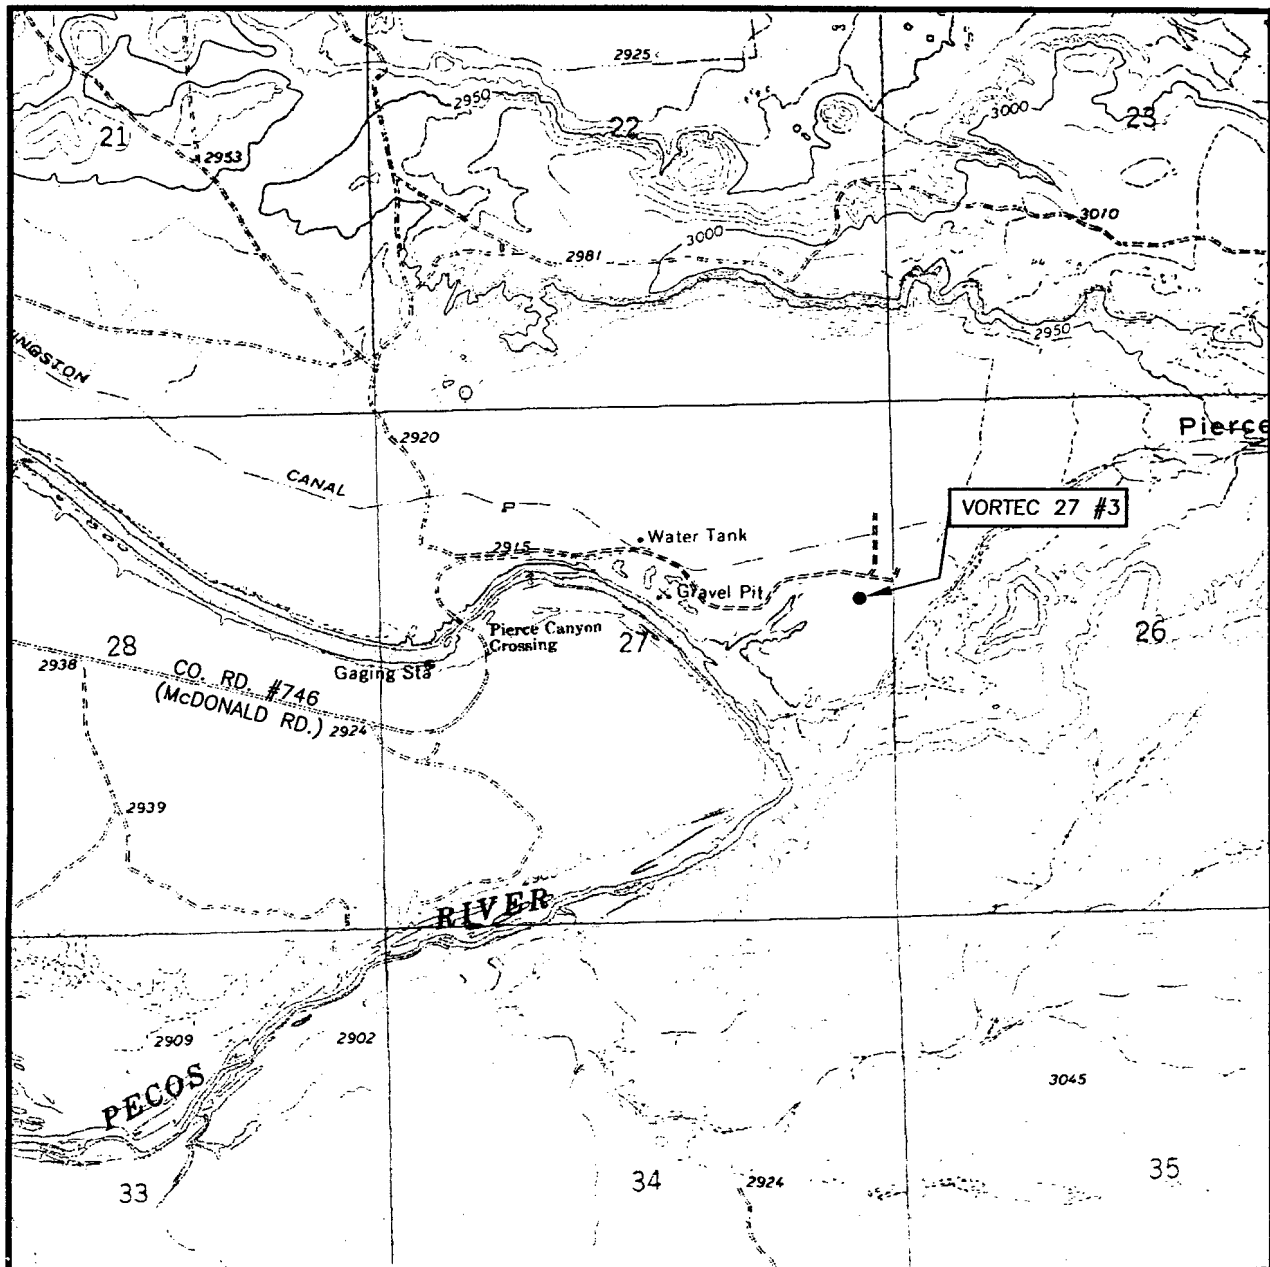 2925
2950
3000
21
22
23
2953
3010
3000
2981
2950
INGSTON
2920
Pierce
CANAL
VORTEC 27 #3
2915
Water Tank
Gravel Pit
Pierce Canyon
Crossing
28
27
26
2938
Gaging Sta
CO. RD. #746
(McDONALD RD.)
2924
2939
RIVER
2909
2902
PECOS
3045
33
34
2924
35